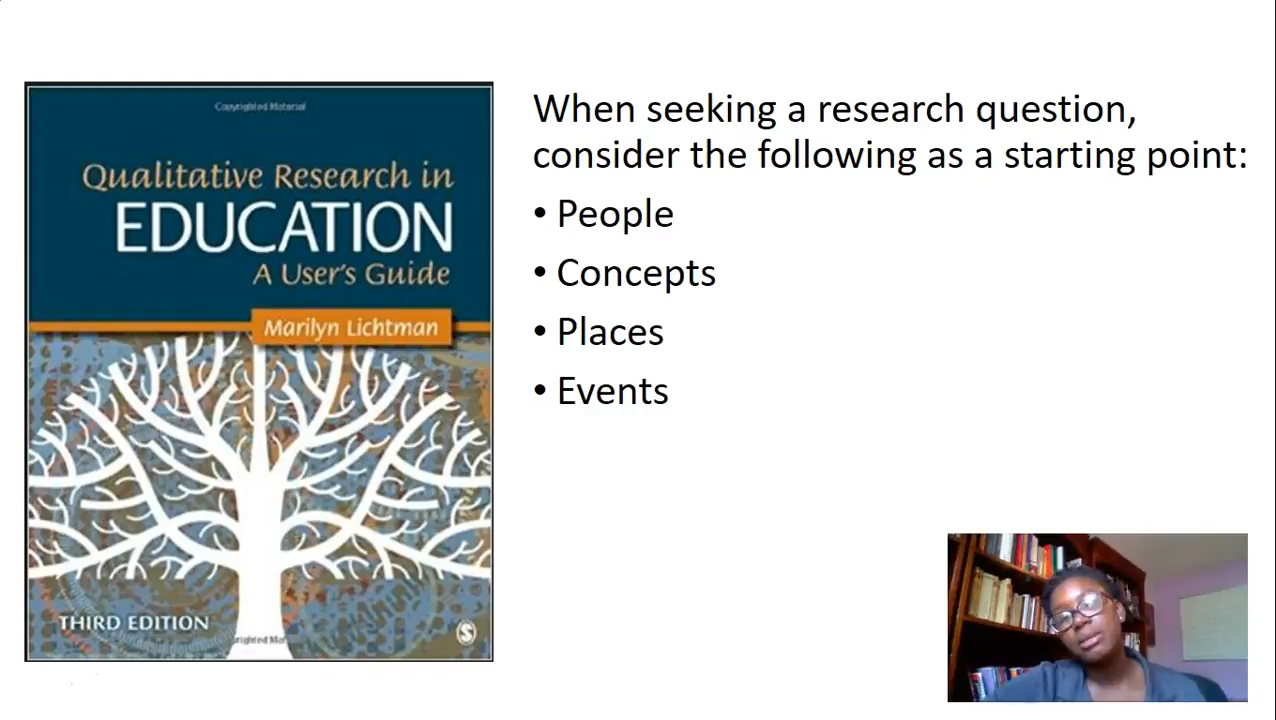 Copyrighted Material
Qualitative Research in
EDUCATION
A User's Guide
Marilyn Lichtman
THIRD EDITION
When seeking a research question,
consider the following as a starting point:
• People
• Concepts
• Places
• Events